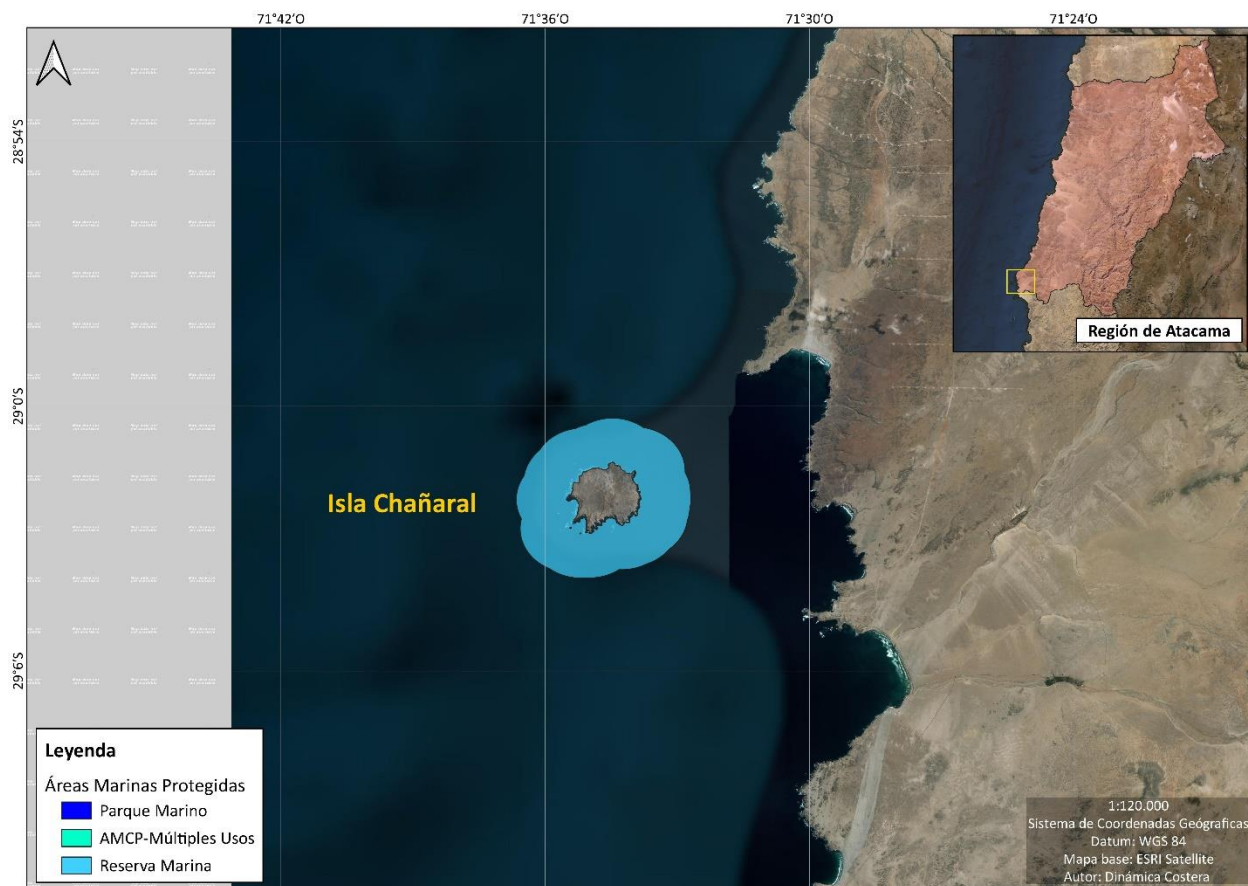 71°42'O
71°36'O
71°30'O
71°24'O
28°54'S
29°0'S
29°6'S
Región de Atacama
Isla Chañaral
Leyenda
Áreas Marinas Protegidas
Parque Marino
AMCP-Múltiples Usos
Reserva Marina
1:120.000
Sistema de Coordenadas Geógraficas
Datum: WGS 84
Mapa base: ESRI Satellite
Autor: Dinámica Costera